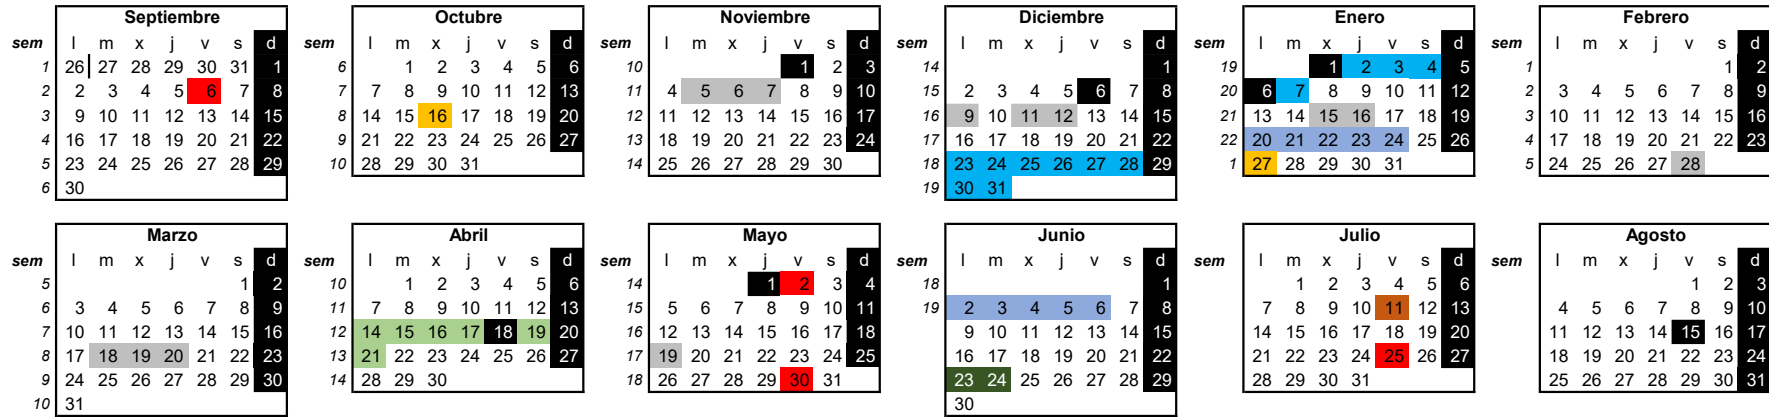 Septiembre
sem l m x j v s d
1 26 27 28 29 30 31 1
2 2 3 4 5 6 7 8
3 9 10 11 12 13 14 15
4 16 17 18 19 20 21 22
5 23 24 25 26 27 28 29
6 30
Octubre
sem l m x j v s d
6 1 2 3 4 5 6
7 7 8 9 10 11 12 13
8 14 15 16 17 18 19 20
9 21 22 23 24 25 26 27
10 28 29 30 31
Noviembre
sem l m x j v s d
10 1 2 3
11 4 5 6 7 8 9 10
12 11 12 13 14 15 16 17
13 18 19 20 21 22 23 24
14 25 26 27 28 29 30
Diciembre
sem l m x j v s d
14 1
15 2 3 4 5 6 7 8
16 9 10 11 12 13 14 15
17 16 17 18 19 20 21 22
18 23 24 25 26 27 28 29
19 30 31
Enero
sem l m x j v s d
19 1 2 3 4 5
20 6 7 8 9 10 11 12
21 13 14 15 16 17 18 19
22 20 21 22 23 24 25 26
1 27 28 29 30 31
Febrero
sem l m x j v s d
1 1 2
2 3 4 5 6 7 8 9
3 10 11 12 13 14 15 16
4 17 18 19 20 21 22 23
5 24 25 26 27 28
Marzo
sem l m x j v s d
5 1 2
6 3 4 5 6 7 8 9
7 10 11 12 13 14 15 16
8 17 18 19 20 21 22 23
9 24 25 26 27 28 29 30
10 31
Abril
sem l m x j v s d
10 1 2 3 4 5 6
11 7 8 9 10 11 12 13
12 14 15 16 17 18 19 20
13 21 22 23 24 25 26 27
14 28 29 30
Mayo
sem l m x j v s d
14 1 2 3 4
15 5 6 7 8 9 10 11
16 12 13 14 15 16 17 18
17 19 20 21 22 23 24 25
18 26 27 28 29 30 31
Junio
sem l m x j v s d
18 1
19 2 3 4 5 6 7 8
9 10 11 12 13 14 15
16 17 18 19 20 21 22
23 24 25 26 27 28 29
30
Julio
sem l m x j v s d
1 2 3 4 5 6
7 8 9 10 11 12 13
14 15 16 17 18 19 20
21 22 23 24 25 26 27
28 29 30 31
Agosto
sem l m x j v s d
1 2 3
4 5 6 7 8 9 10
11 12 13 14 15 16 17
18 19 20 21 22 23 24
25 26 27 28 29 30 31